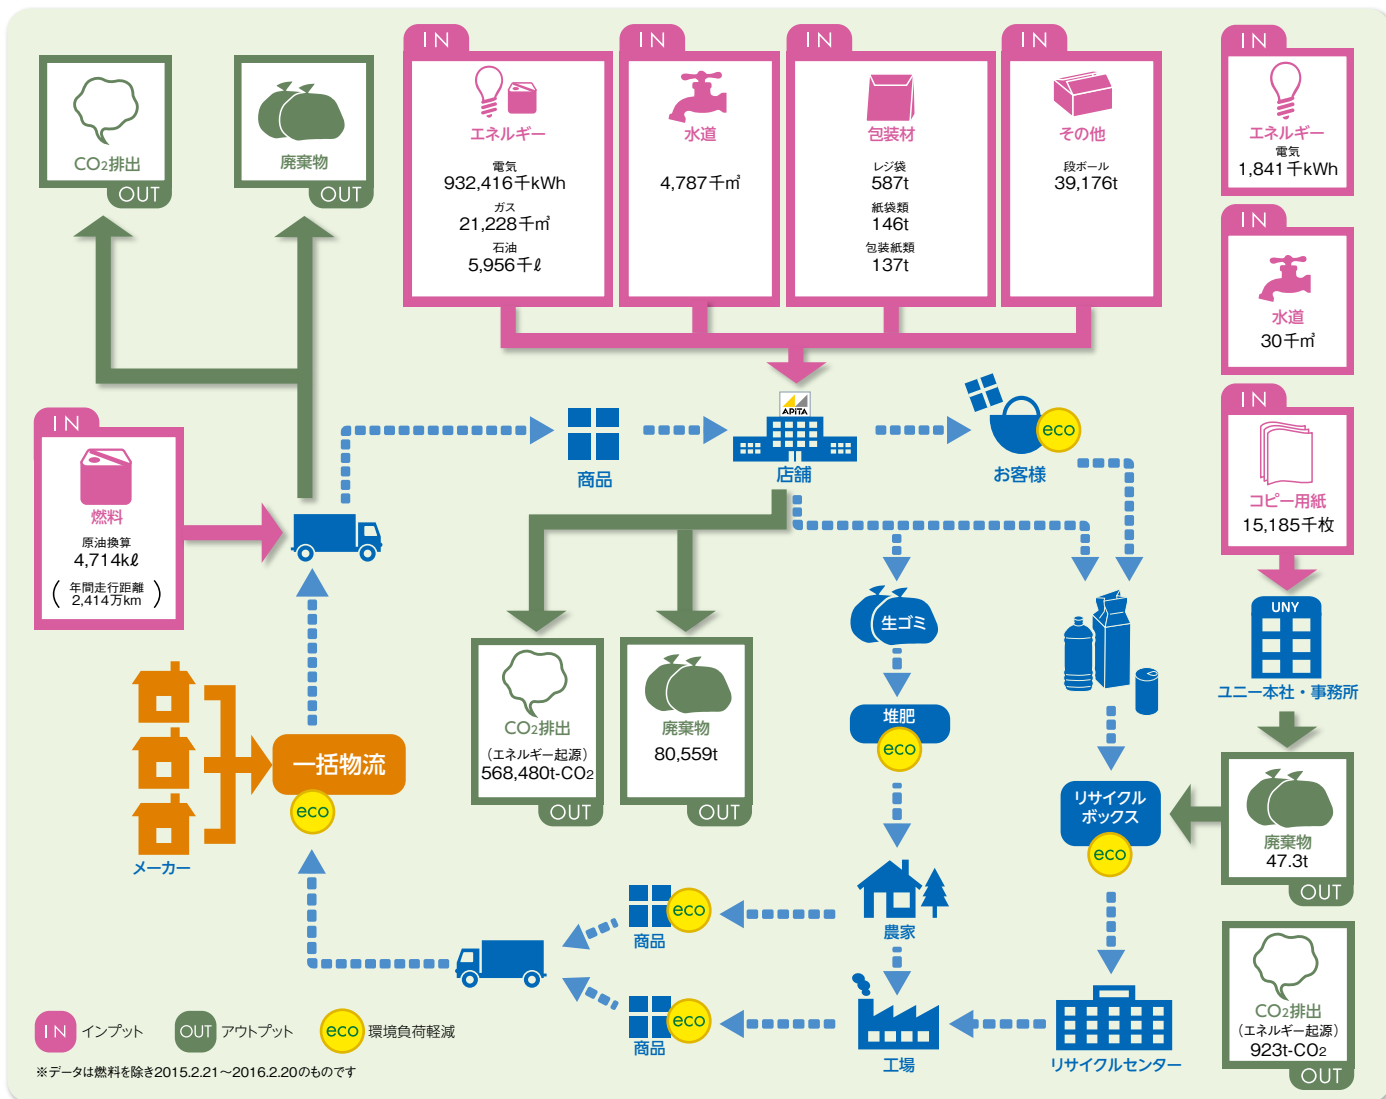 CO2排出
OUT
廃棄物
OUT
IN
エネルギー
電気
932,416千kWh
ガス
21,228千㎥
石油
5,956千ℓ
IN
水道
4,787千㎥
IN
包装材
レジ袋
587t
紙袋類
146t
包装紙類
137t
IN
その他
段ボール
39,176t
IN
エネルギー
電気
1,841千kWh
IN
水道
30千㎥
IN
コピー用紙
15,185千枚
UNY
ユニー本社・事務所
廃棄物
47.3t
OUT
CO2排出
(エネルギー起源)
923t-CO2
OUT
IN
燃料
原油換算
4,714kℓ
(年間走行距離
2,414万km)
商品
APiTA
店舗
eco
お客様
CO2排出
(エネルギー起源)
568,480t-CO2
OUT
廃棄物
80,559t
OUT
生ゴミ
堆肥
eco
リサイクル
ボックス
eco
メーカー
一括物流
eco
農家
eco
商品
eco
商品
工場
リサイクルセンター
IN インプット
OUT アウトプット
eco 環境負荷軽減
※データは燃料を除き2015.2.21～2016.2.20のものです